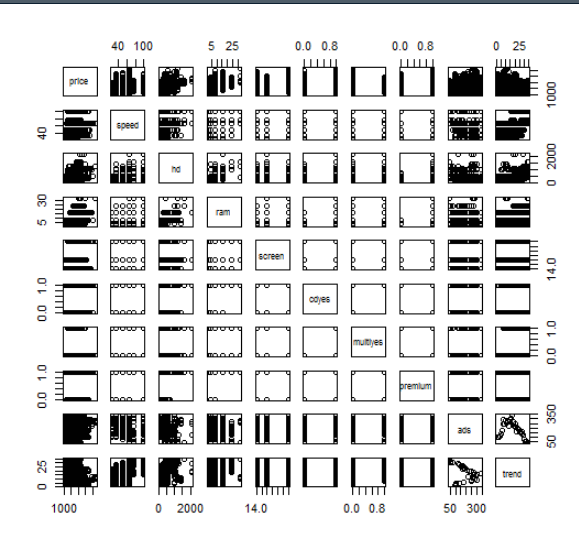 40 100 5 25 0.0 0.8 0.0 0.8 0 25
price 1000
40 speed
hd 0 2000
5 30 ram
screen 14.0
0.0 1.0 cdyes
multiyes 0.0 1.0
0.0 1.0 premium
ads 50 350
0 25 trend
1000 0 2000 14.0 0.0 0.8 50 300